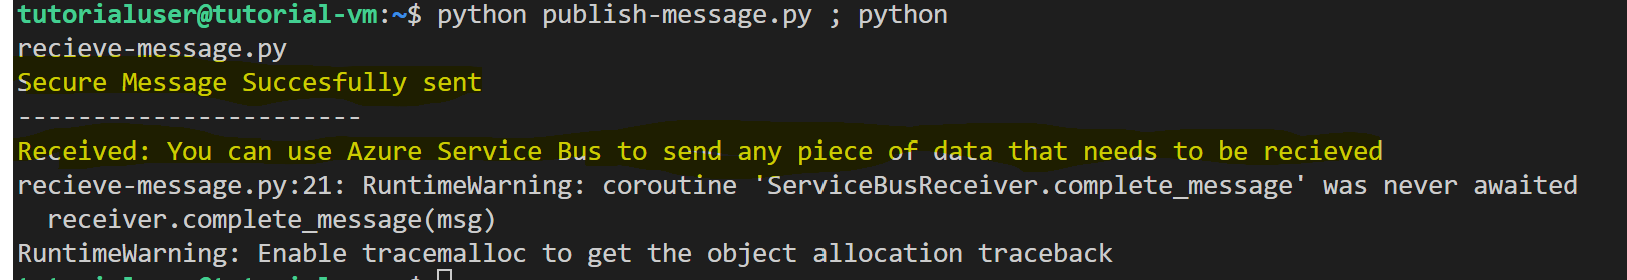 tutorialuser@tutorial-vm:~$ python publish-message.py ; python
recieve-message.py
Secure Message Succesfully sent
-----------------------
Received: You can use Azure Service Bus to send any piece of data that needs to be recieved
recieve-message.py:21: RuntimeWarning: coroutine 'ServiceBusReceiver.complete_message' was never awaited
  receiver.complete_message(msg)
RuntimeWarning: Enable tracemalloc to get the object allocation traceback